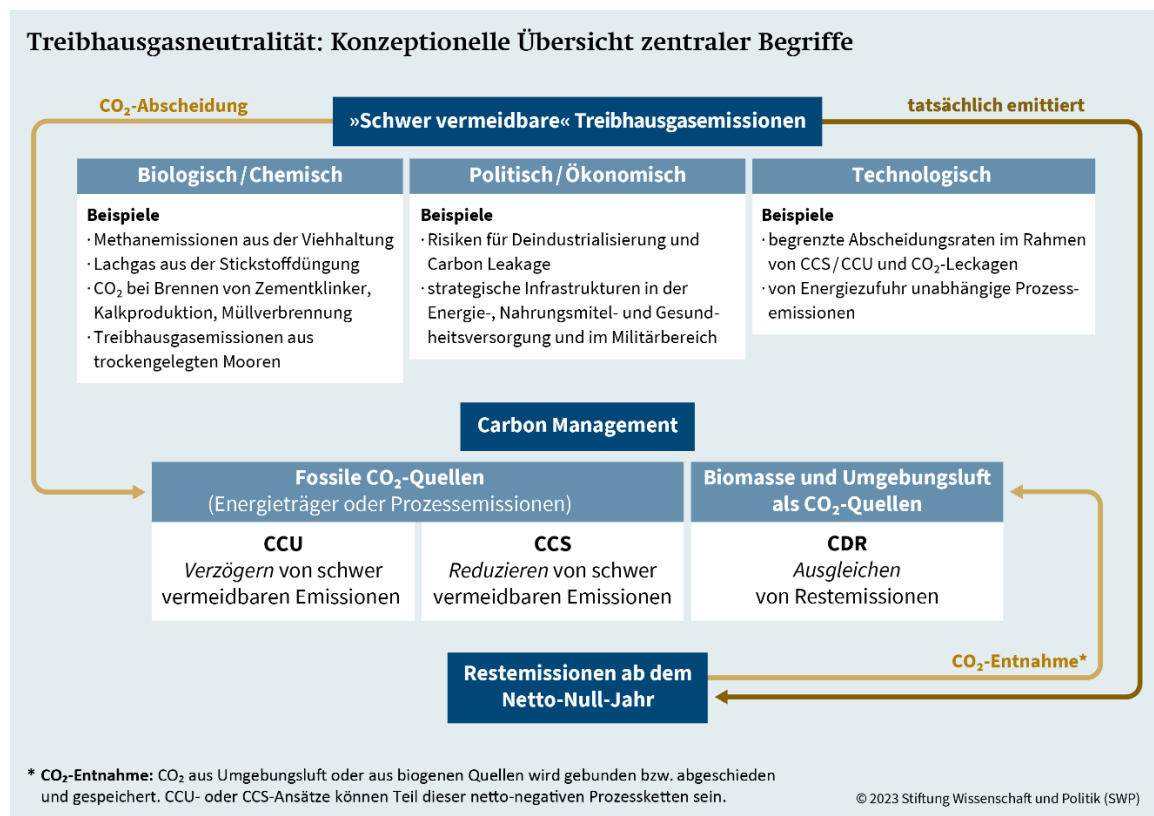 Treibhausgasneutralität: Konzeptionelle Übersicht zentraler Begriffe
CO₂-Abscheidung
»Schwer vermeidbare« Treibhausgasemissionen
tatsächlich emittiert
Biologisch/Chemisch
Beispiele
· Methanemissionen aus der Viehhaltung
· Lachgas aus der Stickstoffdüngung
· CO₂ bei Brennen von Zementklinker,
Kalkproduktion, Müllverbrennung
· Treibhausgasemissionen aus
trockengelegten Mooren
Politisch/Ökonomisch
Beispiele
· Risiken für Deindustrialisierung und
Carbon Leakage
· strategische Infrastrukturen in der
Energie-, Nahrungsmitel- und Gesund-
heitsversorgung und im Militärbereich
Technologisch
Beispiele
· begrenzte Abscheidungsraten im Rahmen
von CCS/CCU und CO₂-Leckagen
· von Energiezufuhr unabhängige Prozess-
emissionen
Carbon Management
Fossile CO₂-Quellen
(Energieträger oder Prozessemissionen)
CCU
Verzögern von schwer
vermeidbaren Emissionen
CCS
Reduzieren von schwer
vermeidbaren Emissionen
Biomasse und Umgebungsluft
als CO₂-Quellen
CDR
Ausgleichen
von Restemissionen
Restemissionen ab dem
Netto-Null-Jahr
CO₂-Entnahme*
* CO₂-Entnahme: CO₂ aus Umgebungsluft oder aus biogenen Quellen wird gebunden bzw. abgeschieden
und gespeichert. CCU- oder CCS-Ansätze können Teil dieser netto-negativen Prozessketten sein.
© 2023 Stiftung Wissenschaft und Politik (SWP)